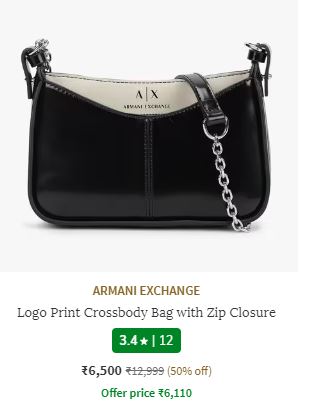 A|X
ARMANI EXCHANGE
ARMANI EXCHANGE
Logo Print Crossbody Bag with Zip Closure
3.4★ | 12
₹6,500 ₹12,999 (50% off)
Offer price ₹6,110